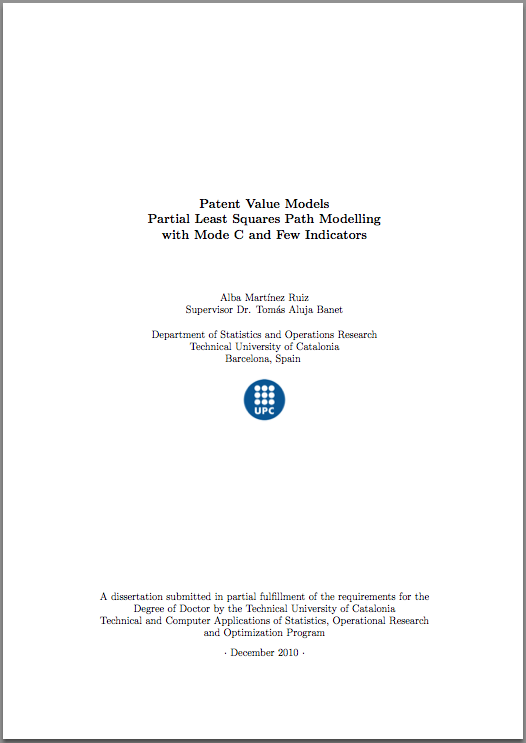 Patent Value Models
Partial Least Squares Path Modelling
with Mode C and Few Indicators
Alba Martínez Ruiz
Supervisor Dr. Tomás Aluja Banet
Department of Statistics and Operations Research
Technical University of Catalonia
Barcelona, Spain
UPC
A dissertation submitted in partial fulfillment of the requirements for the
Degree of Doctor by the Technical University of Catalonia
Technical and Computer Applications of Statistics, Operational Research
and Optimization Program
· December 2010 ·